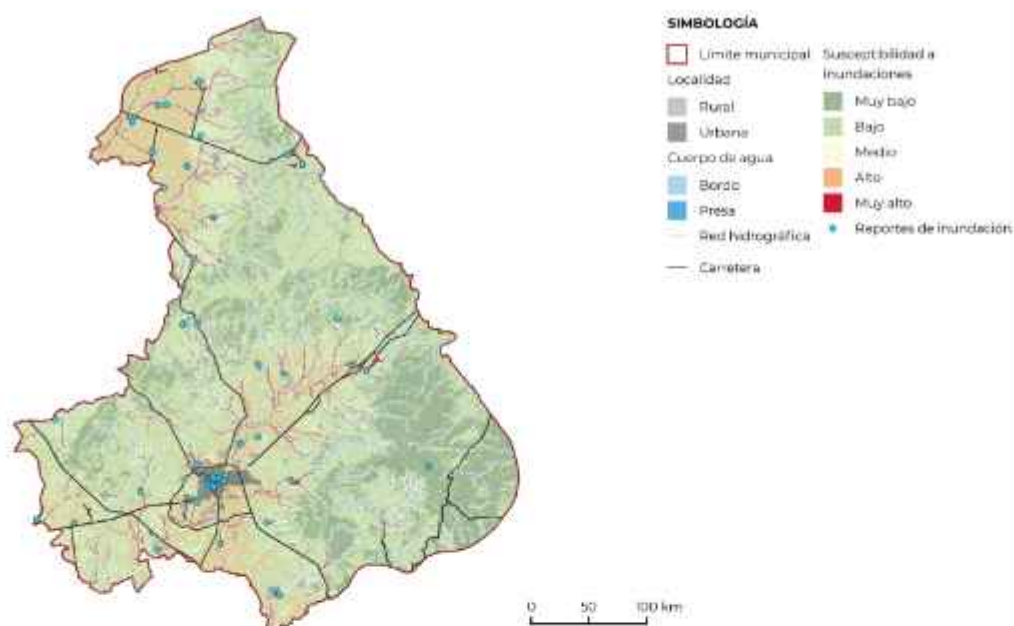 SIMBOLOGÍA
Límite municipal
Localidad
Rural
Urbana
Cuerpo de agua
Bordo
Presa
Red hidrográfica
Carretera
Susceptibilidad a
inundaciones
Muy bajo
Bajo
Medio
Alto
Muy alto
Reportes de inundación
0 50 100 km